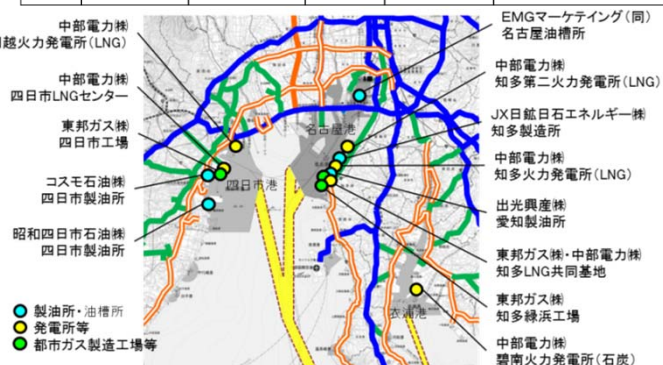 中部電力㈱
越火力発電所(LNG)
中部電力㈱
四日市LNGセンター
東邦ガス㈱
四日市工場
コスモ石油㈱
四日市製油所
昭和四日市石油㈱
四日市製油所
製油所・油槽所
発電所等
都市ガス製造工場等
名古屋港
四日市港
衣浦港
EMGマーケテイング(同)
名古屋油槽所
中部電力㈱
知多第二火力発電所(LNG)
JX日鉱日石エネルギー㈱
知多製造所
中部電力㈱
知多火力発電所(LNG)
出光興産㈱
愛知製油所
東邦ガス㈱・中部電力㈱
知多LNG共同基地
東邦ガス㈱
知多緑浜工場
中部電力㈱
碧南火力発電所(石炭)